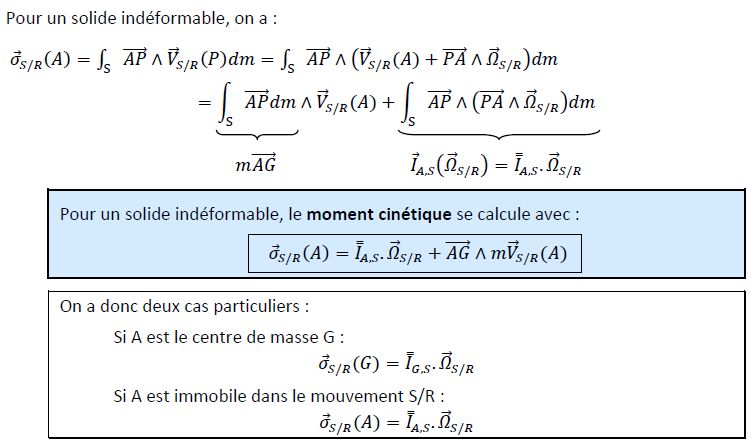 Pour un solide indéformable, on a :
$\vec{\sigma}_{S/R}(A) = \int_S \overrightarrow{AP} \wedge \vec{V}_{S/R}(P)dm = \int_S \overrightarrow{AP} \wedge (\vec{V}_{S/R}(A) + \overrightarrow{PA} \wedge \vec{\Omega}_{S/R})dm$
$= \underbrace{\int_S \overrightarrow{AP}dm}_{m\overrightarrow{AG}} \wedge \vec{V}_{S/R}(A) + \underbrace{\int_S \overrightarrow{AP} \wedge (\overrightarrow{PA} \wedge \vec{\Omega}_{S/R})dm}_{\vec{I}_{A,S}(\vec{\Omega}_{S/R}) = \bar{\bar{I}}_{A,S}.\vec{\Omega}_{S/R}}$
Pour un solide indéformable, le moment cinétique se calcule avec :
$\vec{\sigma}_{S/R}(A) = \bar{\bar{I}}_{A,S}.\vec{\Omega}_{S/R} + \overrightarrow{AG} \wedge m\vec{V}_{S/R}(A)$
On a donc deux cas particuliers :
Si A est le centre de masse G :
$\vec{\sigma}_{S/R}(G) = \bar{\bar{I}}_{G,S}.\vec{\Omega}_{S/R}$
Si A est immobile dans le mouvement S/R :
$\vec{\sigma}_{S/R}(A) = \bar{\bar{I}}_{A,S}.\vec{\Omega}_{S/R}$